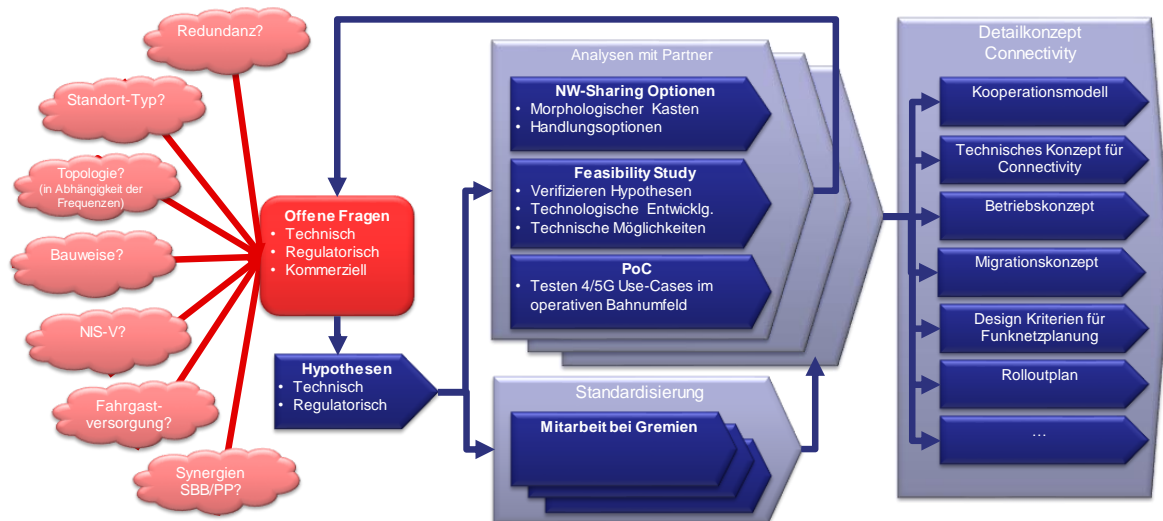 Redundanz?
Standort-Typ?
Topologie?
(in Abhängigkeit der
Frequenzen)
Bauweise?
NIS-V?
Fahrgast-
versorgung?
Synergien
SBB/PP?
Offene Fragen
• Technisch
• Regulatorisch
• Kommerziell
Hypothesen
• Technisch
• Regulatorisch
Analysen mit Partner
NW-Sharing Optionen
• Morphologischer Kasten
• Handlungsoptionen
Feasibility Study
• Verifizieren Hypothesen
• Technologische Entwicklg.
• Technische Möglichkeiten
PoC
• Testen 4/5G Use-Cases im
operativen Bahnumfeld
Standardisierung
Mitarbeit bei Gremien
Detailkonzept
Connectivity
Kooperationsmodell
Technisches Konzept für
Connectivity
Betriebskonzept
Migrationskonzept
Design Kriterien für
Funknetzplanung
Rolloutplan
…